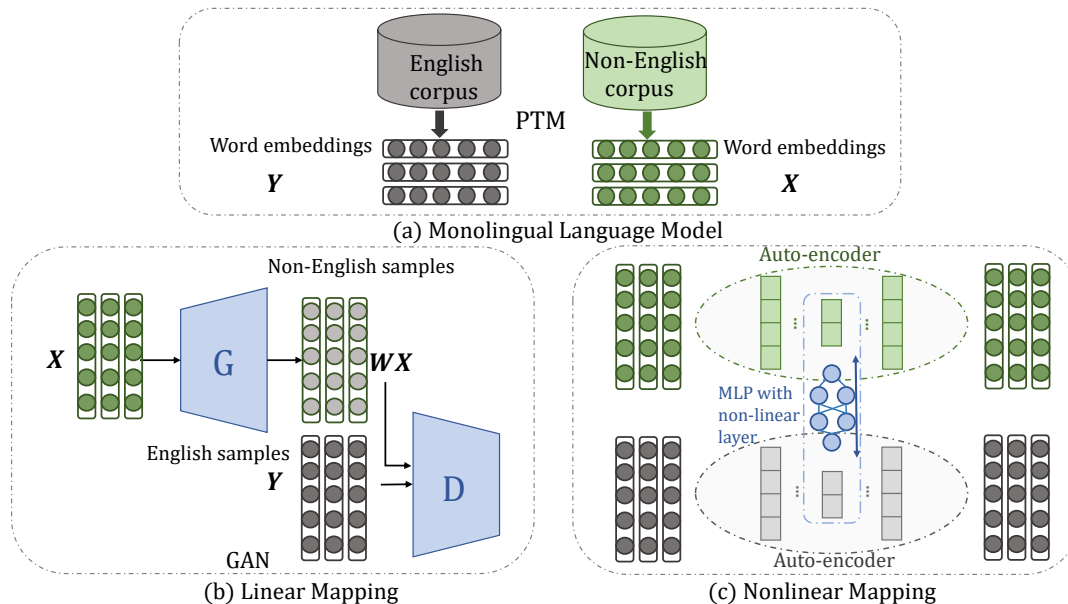 English
corpus
Non-English
corpus
PTM
Word embeddings
Y
Word embeddings
X
(a) Monolingual Language Model
Non-English samples
X
G
WX
English samples
Y
D
GAN
(b) Linear Mapping
Auto-encoder
MLP with
non-linear
layer
Auto-encoder
(c) Nonlinear Mapping